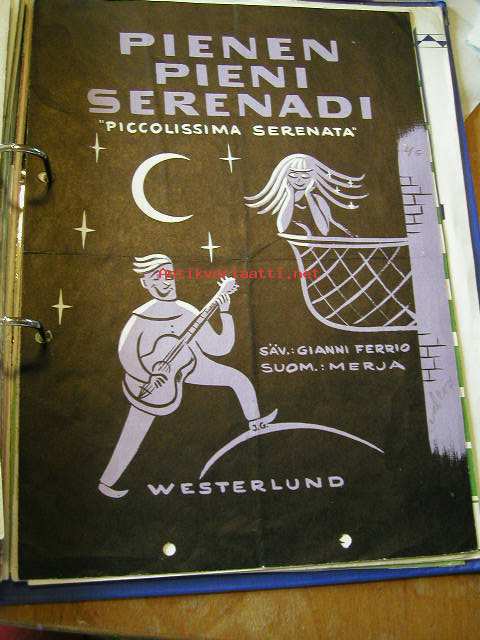 PIENEN
PIENI
SERENADI
"PICCOLISSIMA SERENATA"
Antikvariaatti.net
SÄV.: GIANNI FERRIO
SUOM.: MERJA
J.G.
WESTERLUND